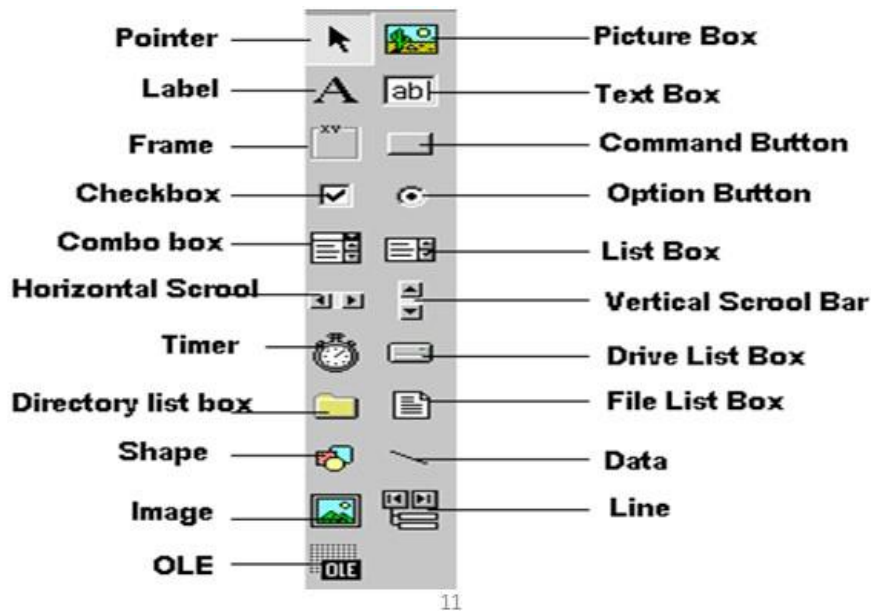 Pointer
Picture Box
Label
A
ab
Text Box
Frame
XY
Command Button
Checkbox
Option Button
Combo box
List Box
Horizontal Scrool
Vertical Scrool Bar
Timer
Drive List Box
Directory list box
File List Box
Shape
Data
Image
Line
OLE
OLE
11